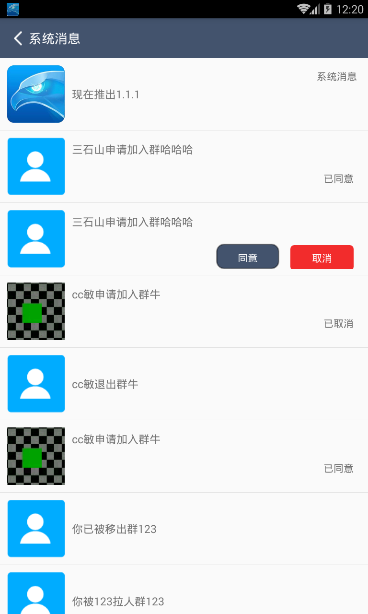 12:20
系统消息
系统消息
现在推出1.1.1
三石山申请加入群哈哈哈
已同意
三石山申请加入群哈哈哈
同意 取消
cc敏申请加入群牛
已取消
cc敏退出群牛
cc敏申请加入群牛
已同意
你已被移出群123
你被123拉人群123